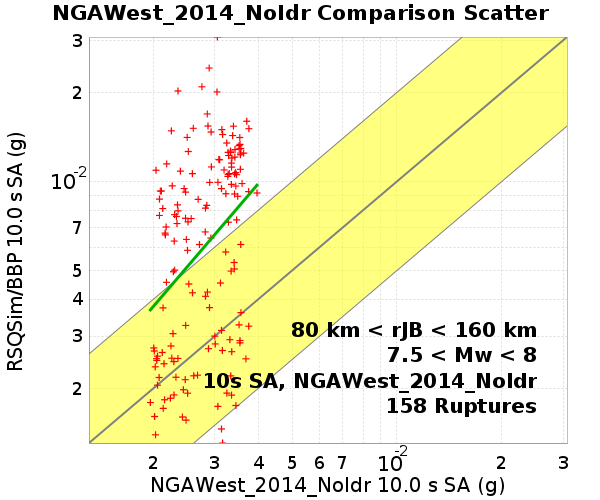 NGAWest_2014_NoIdr Comparison Scatter
3
2
10-2
7
5
4
3
2
RSQSim/BBP 10.0 s SA (g)
80 km < rJB < 160 km
7.5 < Mw < 8
10s SA, NGAWest_2014_NoIdr
158 Ruptures
2 3 4 5 6 7 10-2 2 3
NGAWest_2014_NoIdr 10.0 s SA (g)